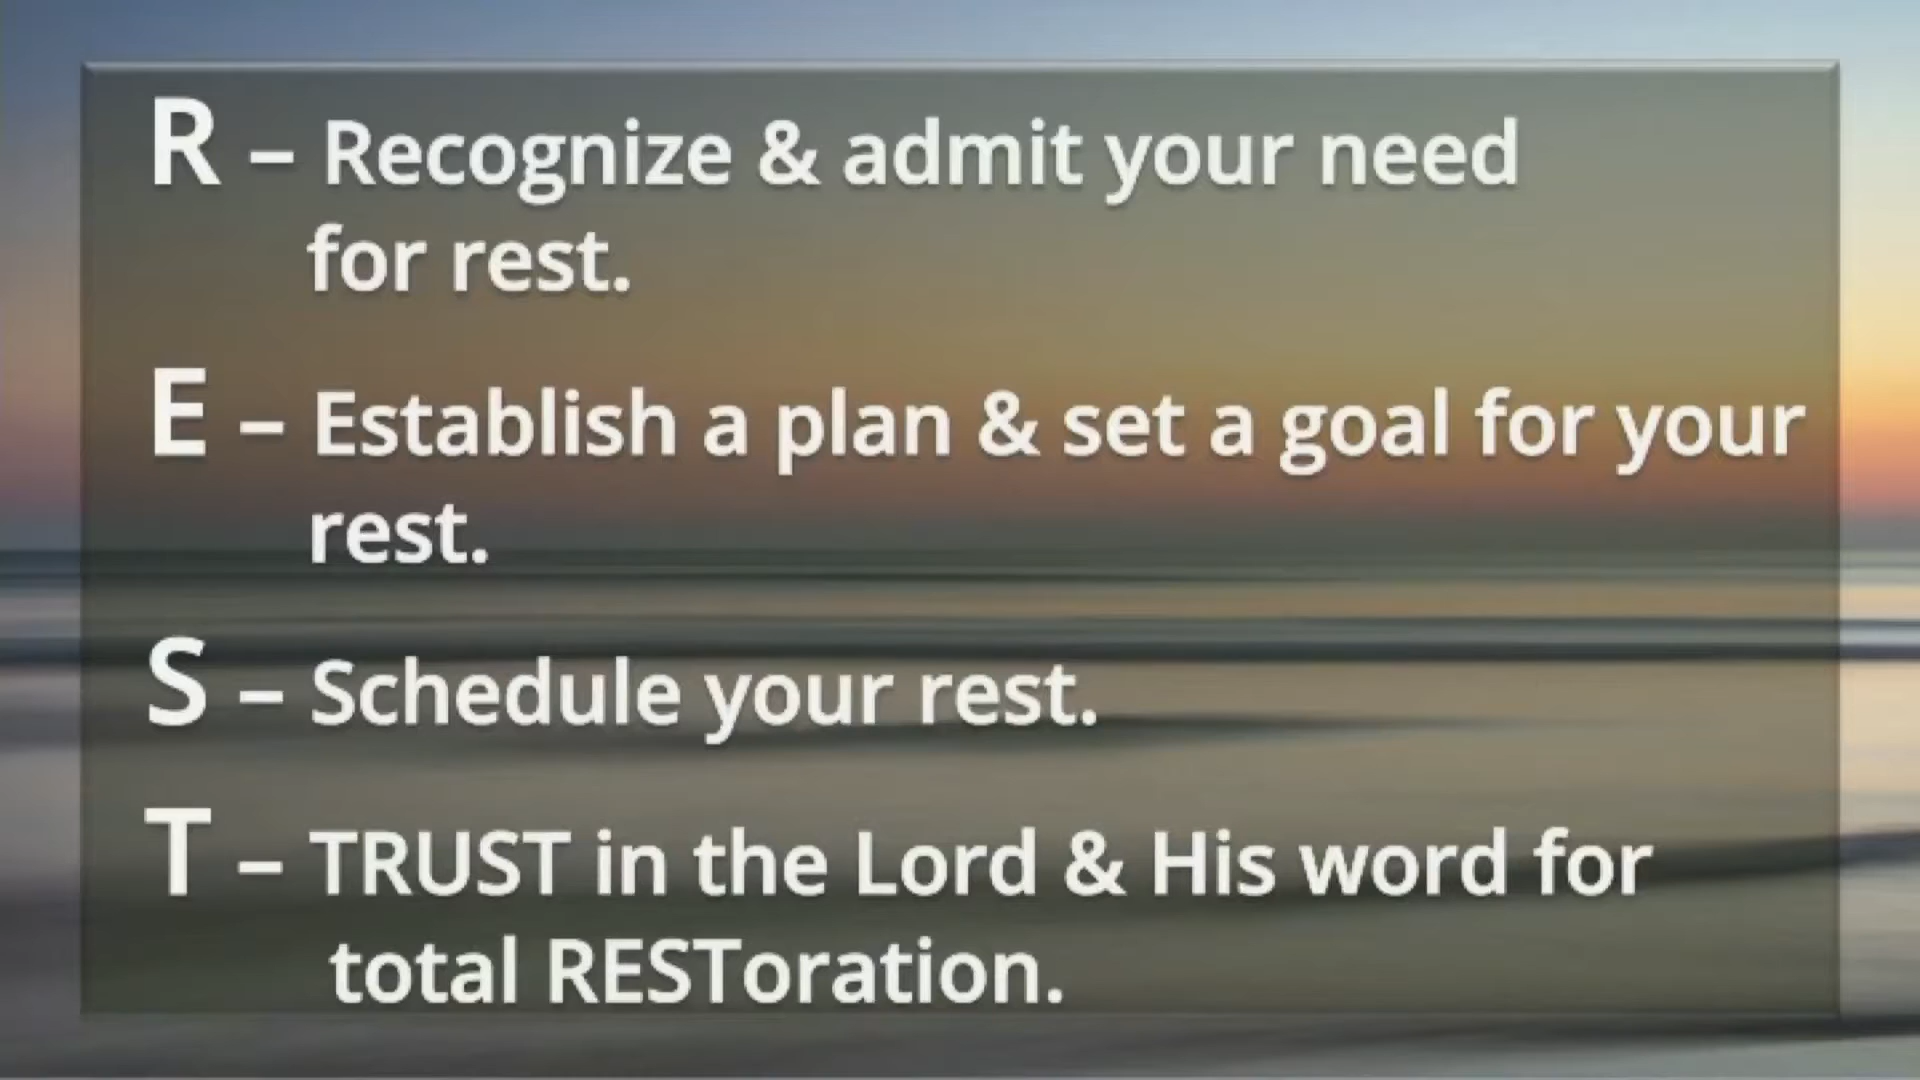 R – Recognize & admit your need
for rest.
E – Establish a plan & set a goal for your
rest.
S – Schedule your rest.
T – TRUST in the Lord & His word for
total RESToration.